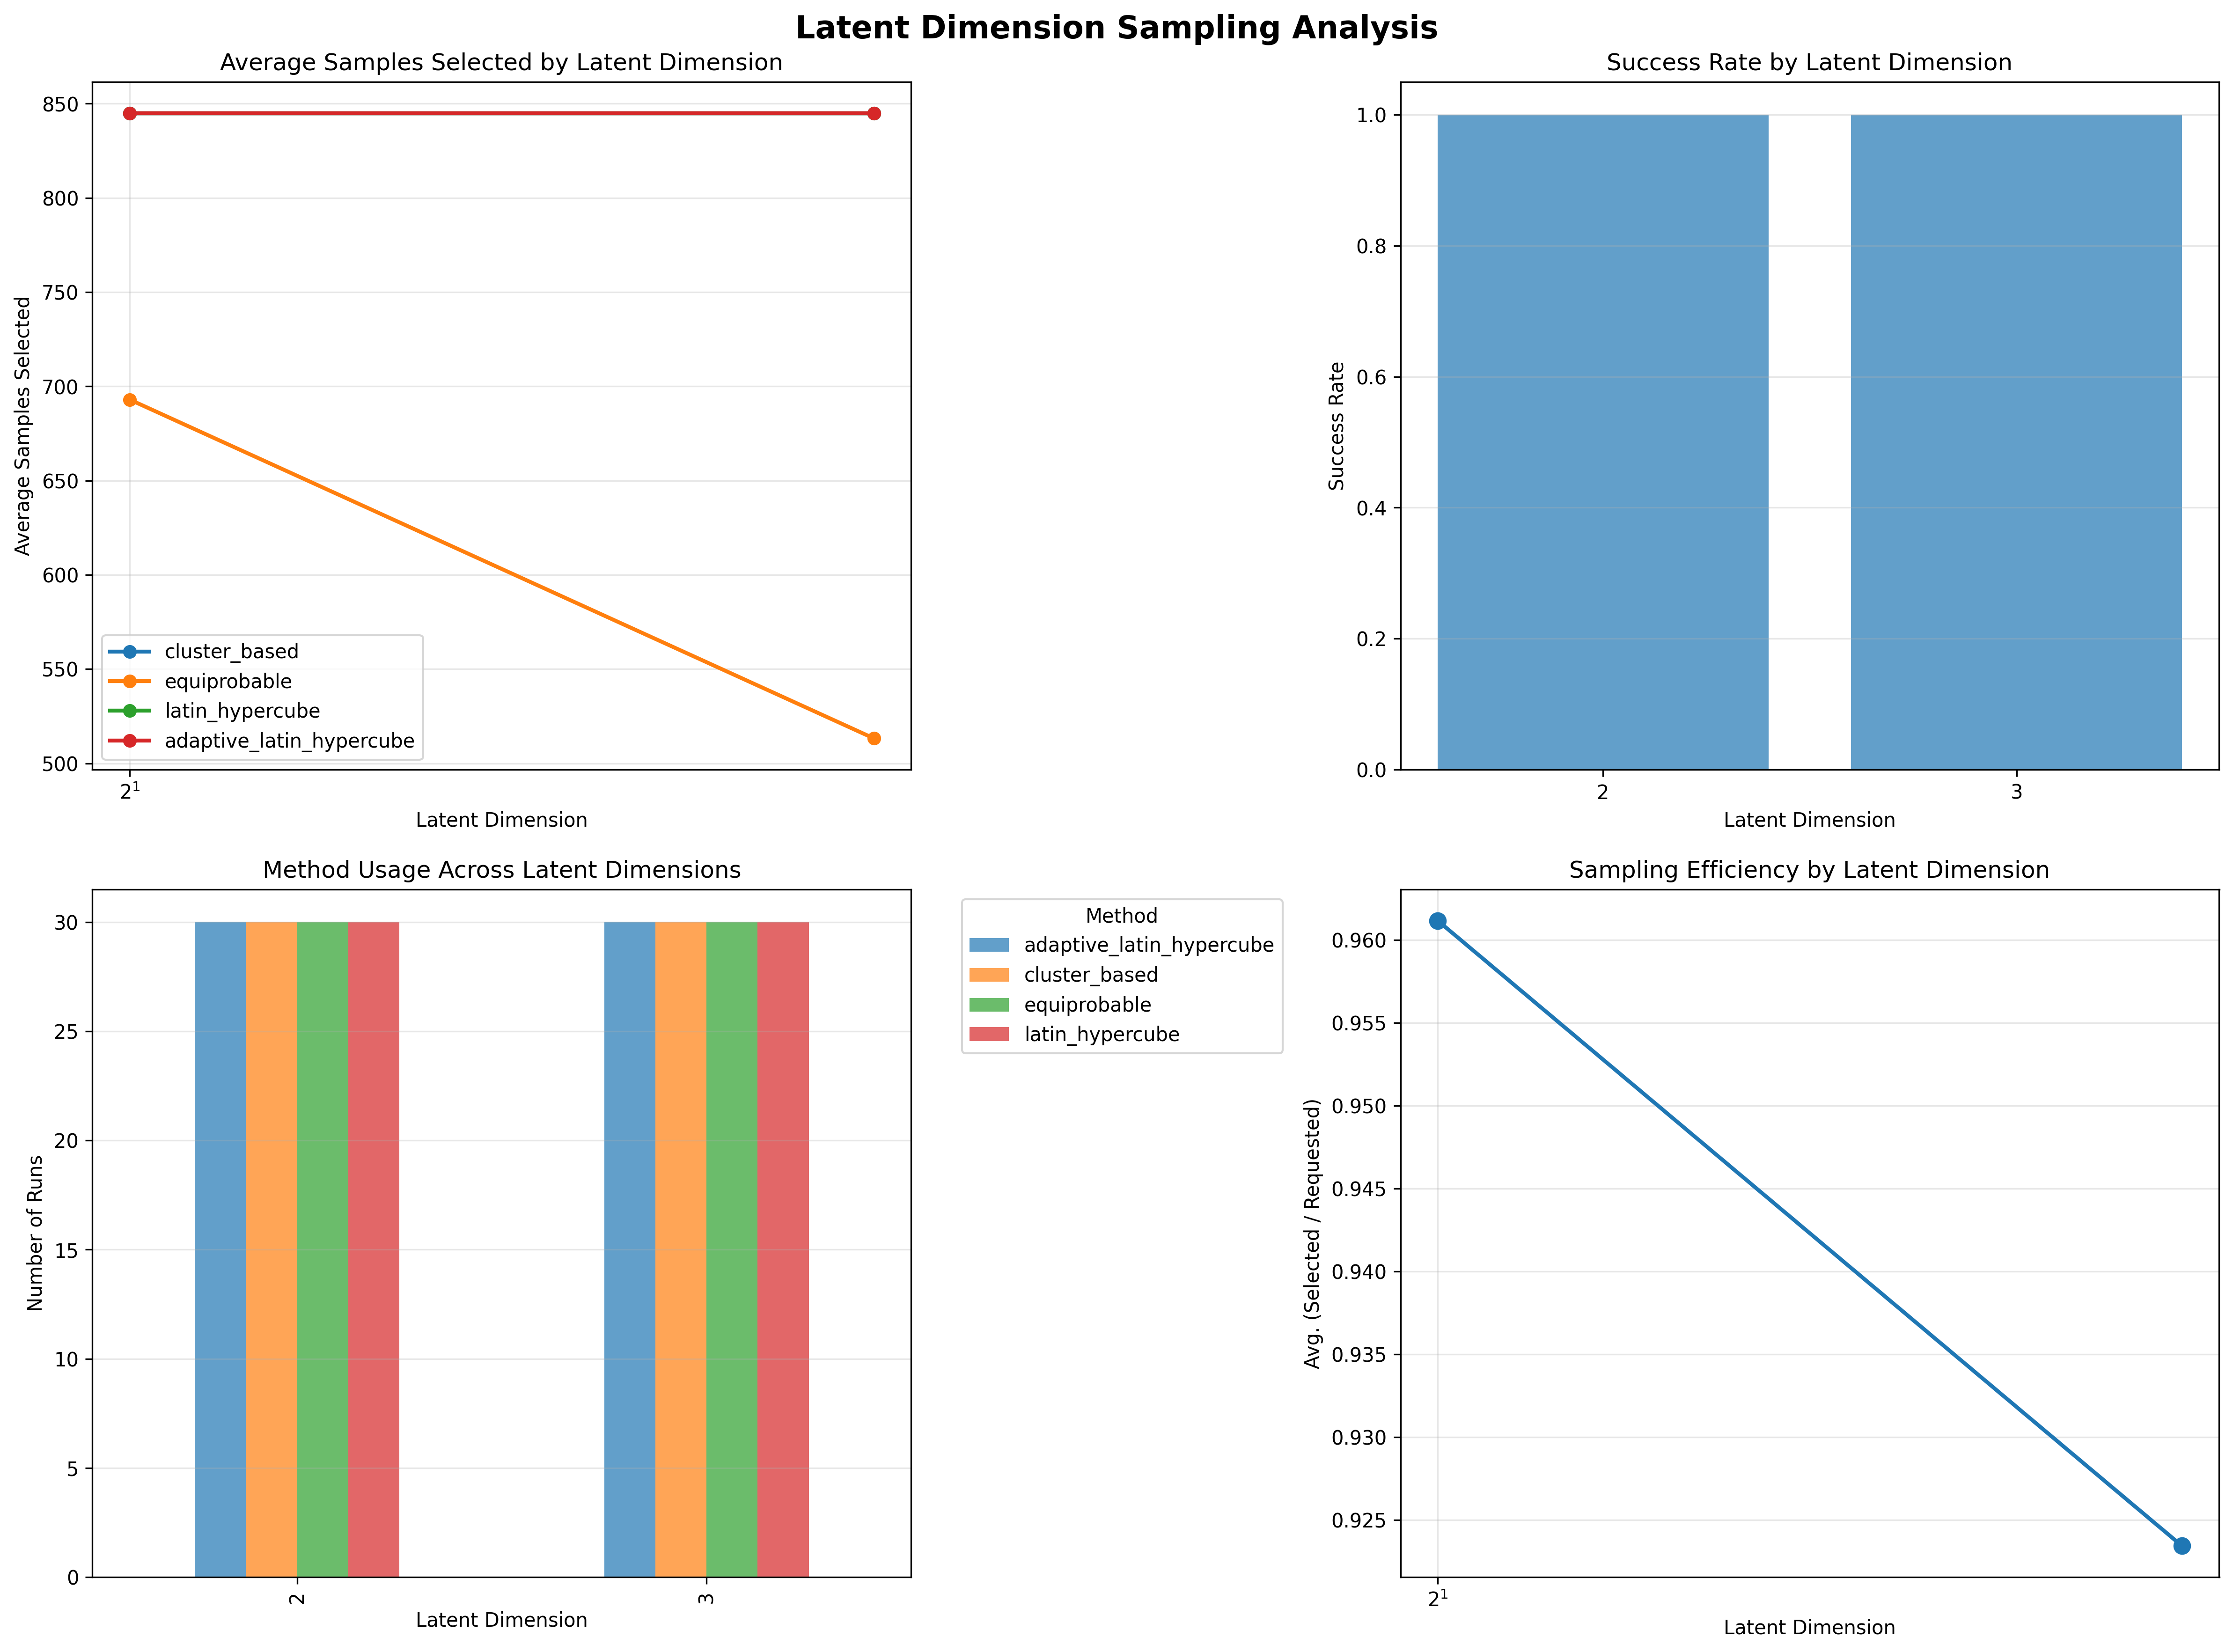 Latent Dimension Sampling Analysis
Average Samples Selected by Latent Dimension
850
800
750
700
650
600
550
500
Average Samples Selected
cluster_based
equiprobable
latin_hypercube
adaptive_latin_hypercube
2¹
Latent Dimension
Success Rate by Latent Dimension
1.0
0.8
0.6
0.4
0.2
0.0
Success Rate
2 3
Latent Dimension
Method Usage Across Latent Dimensions
30
25
20
15
10
5
0
Number of Runs
2 3
Latent Dimension
Method
adaptive_latin_hypercube
cluster_based
equiprobable
latin_hypercube
Sampling Efficiency by Latent Dimension
0.960
0.955
0.950
0.945
0.940
0.935
0.930
0.925
Avg. (Selected / Requested)
2¹
Latent Dimension